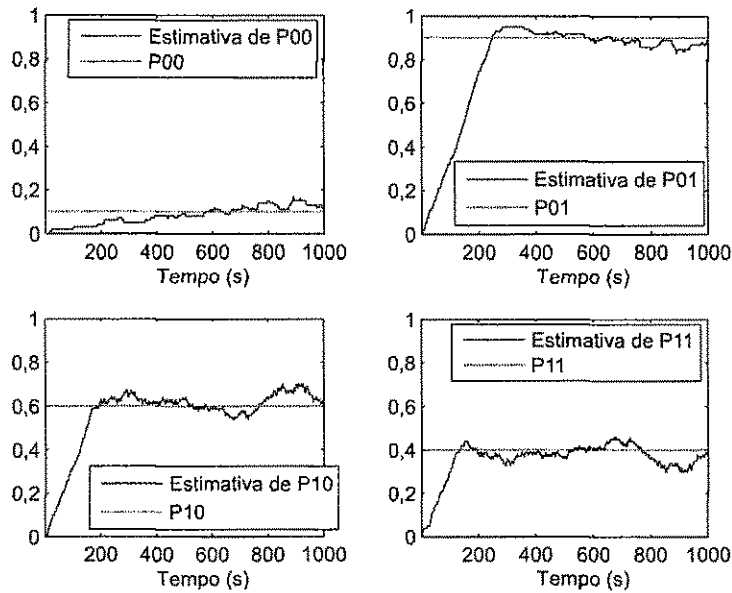 1
0,8
0,6
0,4
0,2
0
Estimativa de P00
P00
200 400 600 800 1000
Tempo (s)
1
0,8
0,6
0,4
0,2
0
Estimativa de P01
P01
200 400 600 800 1000
Tempo (s)
1
0,8
0,6
0,4
0,2
0
Estimativa de P10
P10
200 400 600 800 1000
Tempo (s)
1
0,8
0,6
0,4
0,2
0
Estimativa de P11
P11
200 400 600 800 1000
Tempo (s)